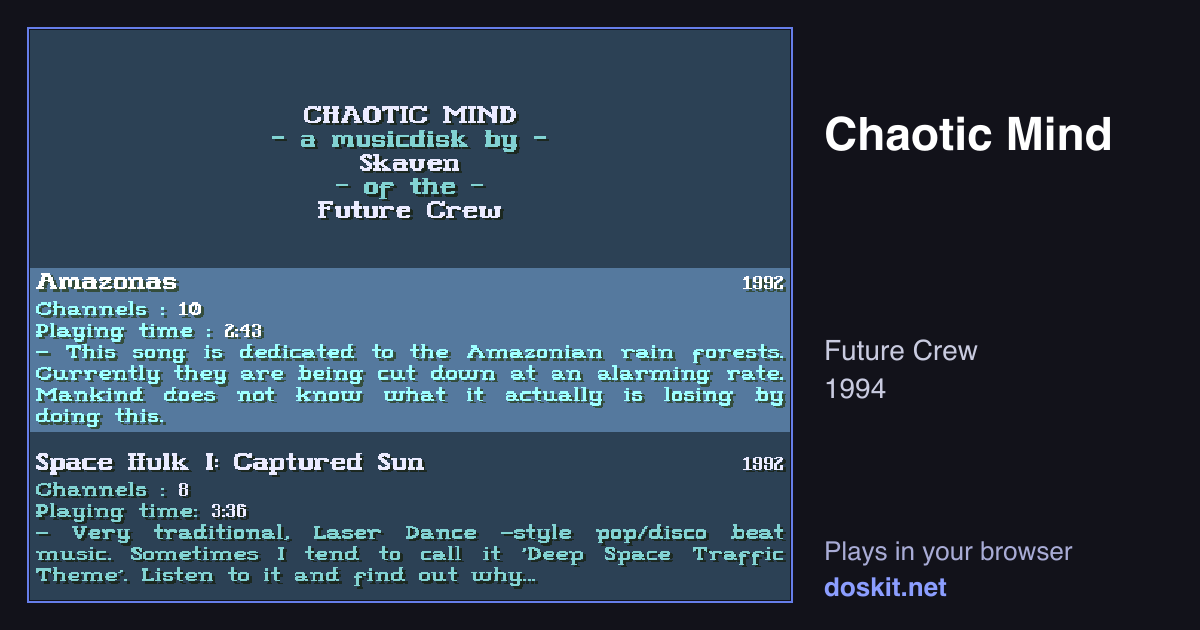 CHAOTIC MIND
- a musicdisk by -
Skaven
- of the -
Future Crew
Amazonas 1992
Channels : 10
Playing time : 2:43
- This song is dedicated to the Amazonian rain forests.
Currently they are being cut down at an alarming rate.
Mankind does not know what it actually is losing by
doing this.
Space Hulk I: Captured Sun 1992
Channels : 8
Playing time: 3:36
- Very traditional, Laser Dance -style pop/disco beat
music. Sometimes I tend to call it 'Deep Space Traffic
Theme'. Listen to it and find out why...
Chaotic Mind
Future Crew
1994
Plays in your browser
doskit.net